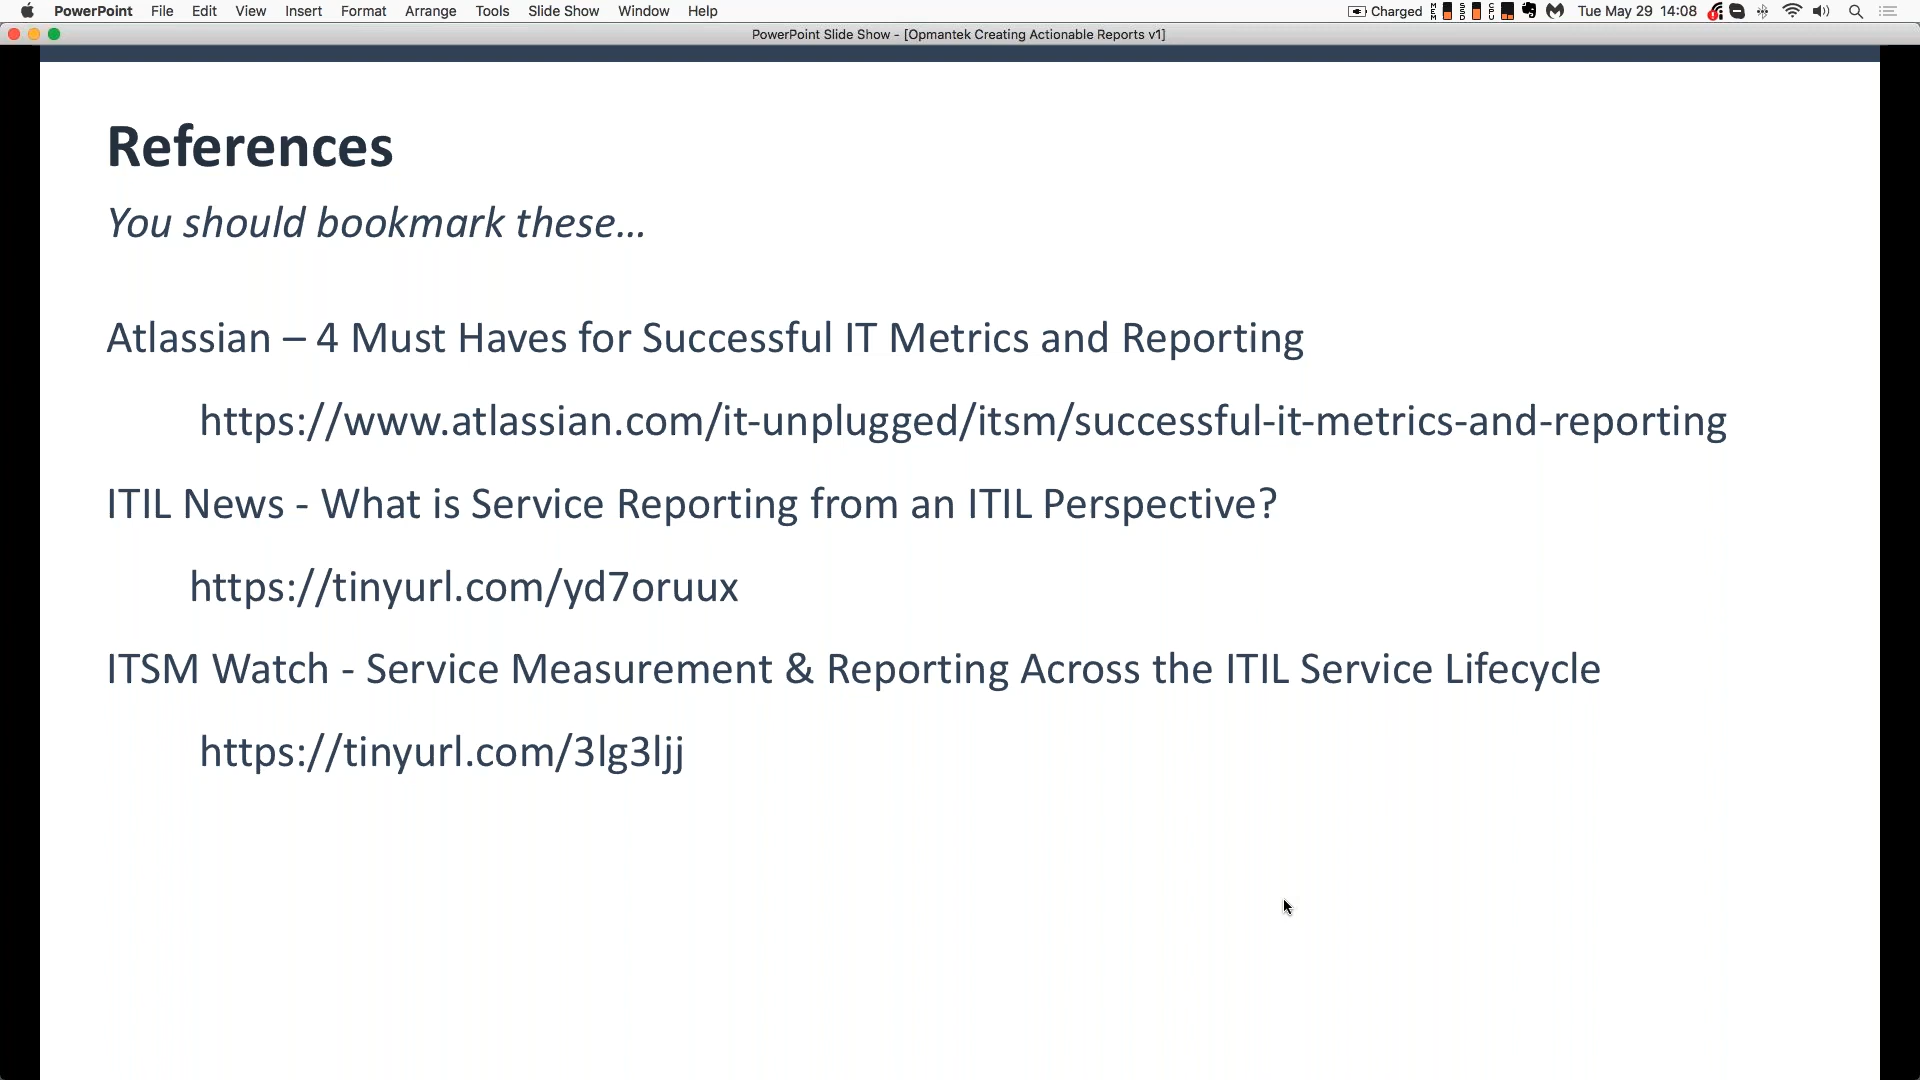 PowerPoint File Edit View Insert Format Arrange Tools Slide Show Window Help Charged MEM SSD CPU Tue May 29 14:08
PowerPoint Slide Show - [Opmantek Creating Actionable Reports v1]
References
You should bookmark these...
Atlassian – 4 Must Haves for Successful IT Metrics and Reporting
https://www.atlassian.com/it-unplugged/itsm/successful-it-metrics-and-reporting
ITIL News - What is Service Reporting from an ITIL Perspective?
https://tinyurl.com/yd7oruux
ITSM Watch - Service Measurement & Reporting Across the ITIL Service Lifecycle
https://tinyurl.com/3lg3ljj